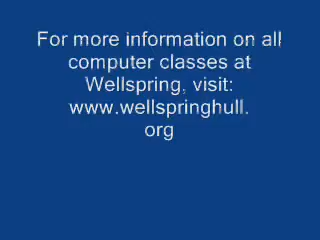 For more information on all
computer classes at
Wellspring, visit:
www.wellspringhull.
org